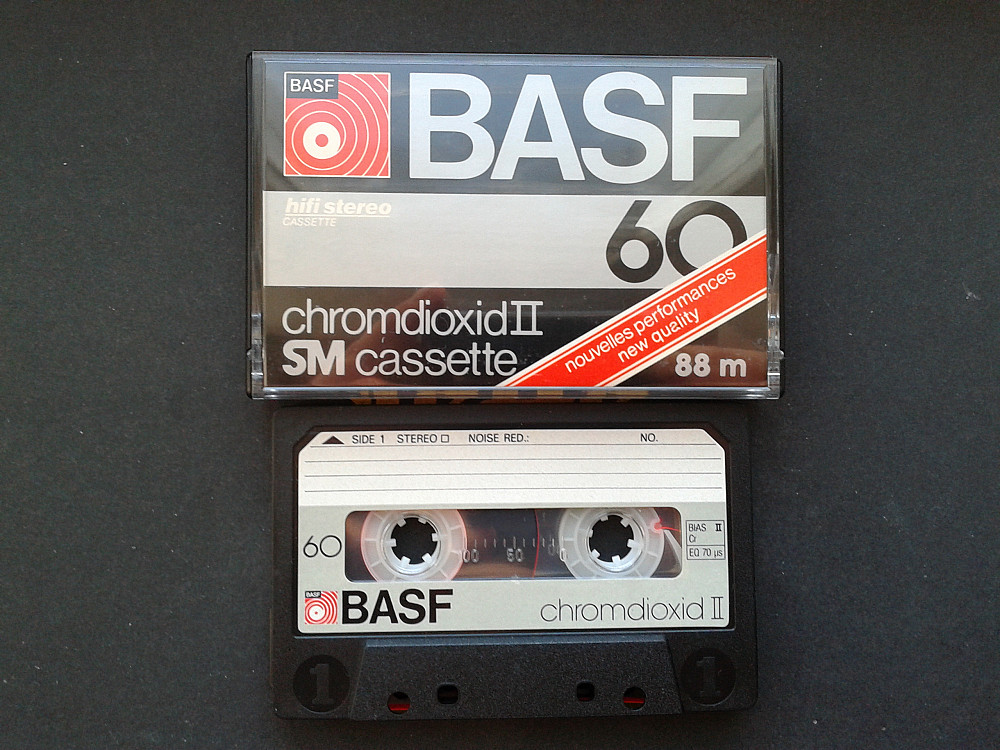 BASF
BASF
hifi stereo
CASSETTE
60
chromdioxid II
SM cassette
nouvelles performances
new quality
88 m
SIDE 1 STEREO NOISE RED.: NO.
60
60
BIAS II
Cr
EQ 70 µs
BASF
BASF
chromdioxid II
1 1